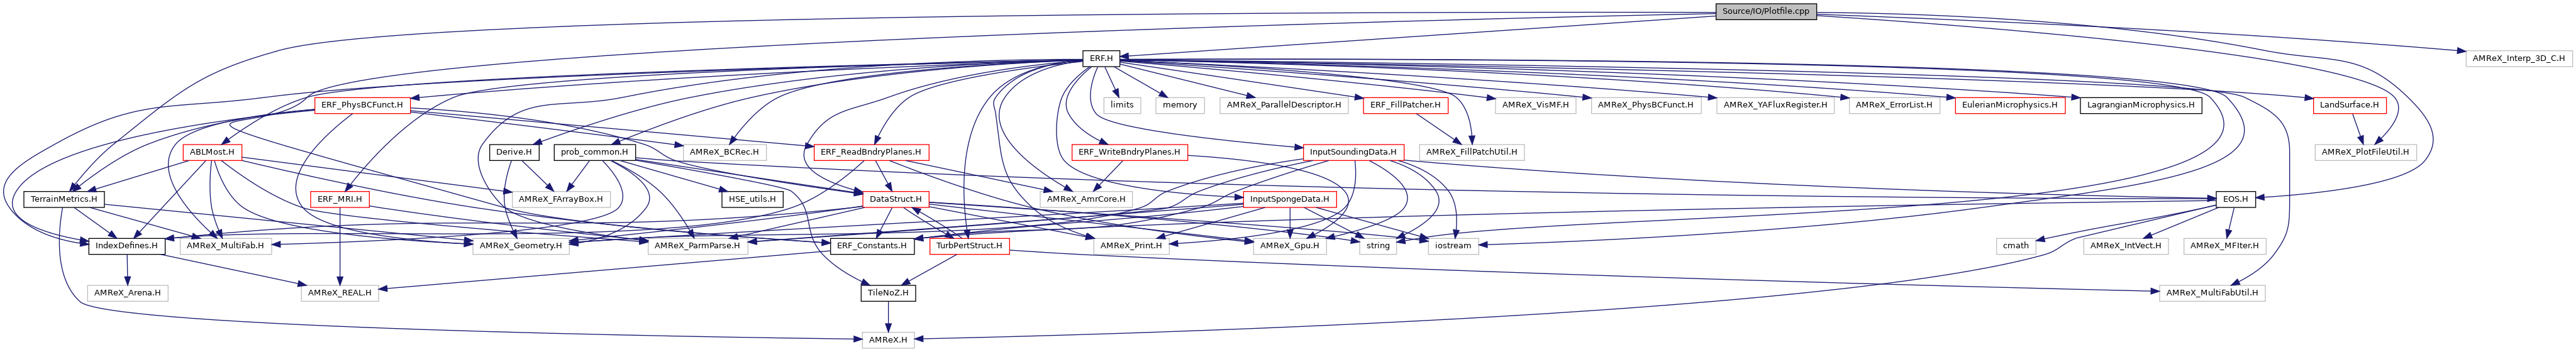 Source/IO/Plotfile.cpp
ERF.H
AMReX_Interp_3D_C.H
ERF_PhysBCFunct.H
limits
memory
AMReX_ParallelDescriptor.H
ERF_FillPatcher.H
AMReX_VisMF.H
AMReX_PhysBCFunct.H
AMReX_YAFluxRegister.H
AMReX_ErrorList.H
EulerianMicrophysics.H
LagrangianMicrophysics.H
LandSurface.H
ABLMost.H
Derive.H
prob_common.H
AMReX_BCRec.H
ERF_ReadBndryPlanes.H
ERF_WriteBndryPlanes.H
InputSoundingData.H
AMReX_FillPatchUtil.H
AMReX_PlotFileUtil.H
TerrainMetrics.H
ERF_MRI.H
AMReX_FArrayBox.H
HSE_utils.H
DataStruct.H
AMReX_AmrCore.H
InputSpongeData.H
EOS.H
IndexDefines.H
AMReX_MultiFab.H
AMReX_Geometry.H
AMReX_ParmParse.H
ERF_Constants.H
TurbPertStruct.H
AMReX_Print.H
AMReX_Gpu.H
string
iostream
cmath
AMReX_IntVect.H
AMReX_MFIter.H
AMReX_Arena.H
AMReX_REAL.H
TileNoZ.H
AMReX_MultiFabUtil.H
AMReX.H